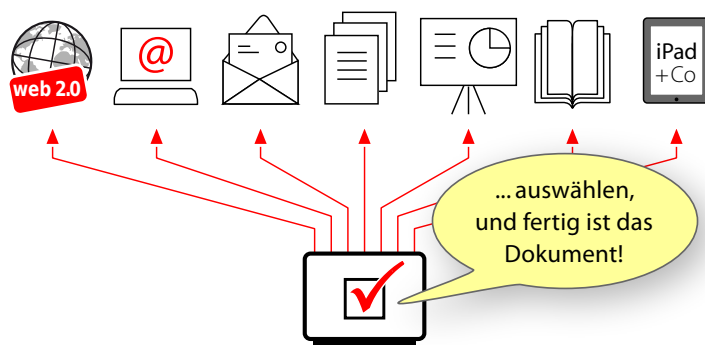 web 2.0
@
iPad
+Co
... auswählen,
und fertig ist das
Dokument!